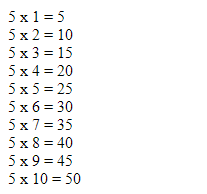 5 x 1 = 5
5 x 2 = 10
5 x 3 = 15
5 x 4 = 20
5 x 5 = 25
5 x 6 = 30
5 x 7 = 35
5 x 8 = 40
5 x 9 = 45
5 x 10 = 50